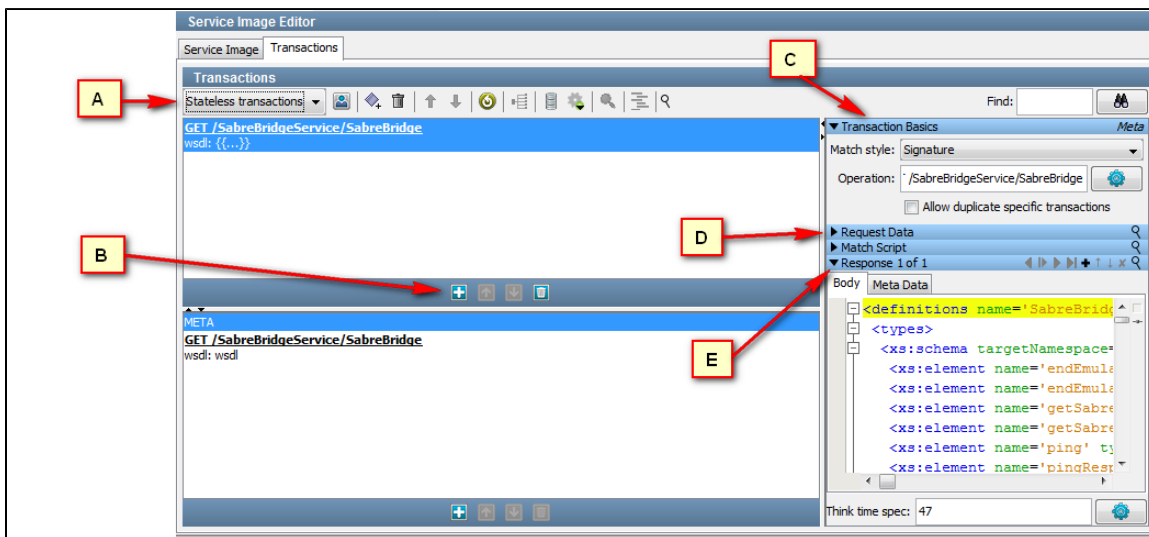 Service Image Editor
Service Image Transactions
C
Transactions
A
Stateless transactions
Find:
GET /SabreBridgeService/SabreBridge
wsdl: {{...}}
Transaction Basics Meta
Match style: Signature
Operation: /SabreBridgeService/SabreBridge
Allow duplicate specific transactions
D
Request Data
Match Script
B
Response 1 of 1
Body Meta Data
<definitions name='SabreBridg
<types>
META
GET /SabreBridgeService/SabreBridge
wsdl: wsdl
E
<xs:schema targetNamespace=
<xs:element name='endEmula
<xs:element name='endEmula
<xs:element name='getSabre
<xs:element name='getSabre
<xs:element name='ping' ty
<xs:element name='pingResp
Think time spec: 47